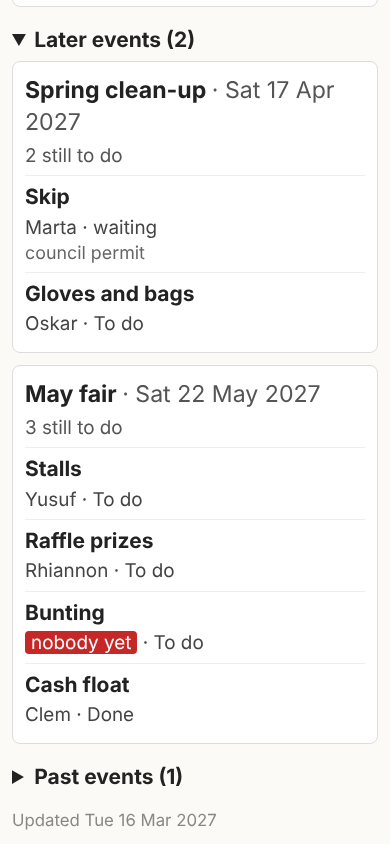 Later events (2)
Spring clean-up · Sat 17 Apr
2027
2 still to do
Skip
Marta · waiting
council permit
Gloves and bags
Oskar · To do
May fair · Sat 22 May 2027
3 still to do
Stalls
Yusuf · To do
Raffle prizes
Rhiannon · To do
Bunting
nobody yet · To do
Cash float
Clem · Done
Past events (1)
Updated Tue 16 Mar 2027